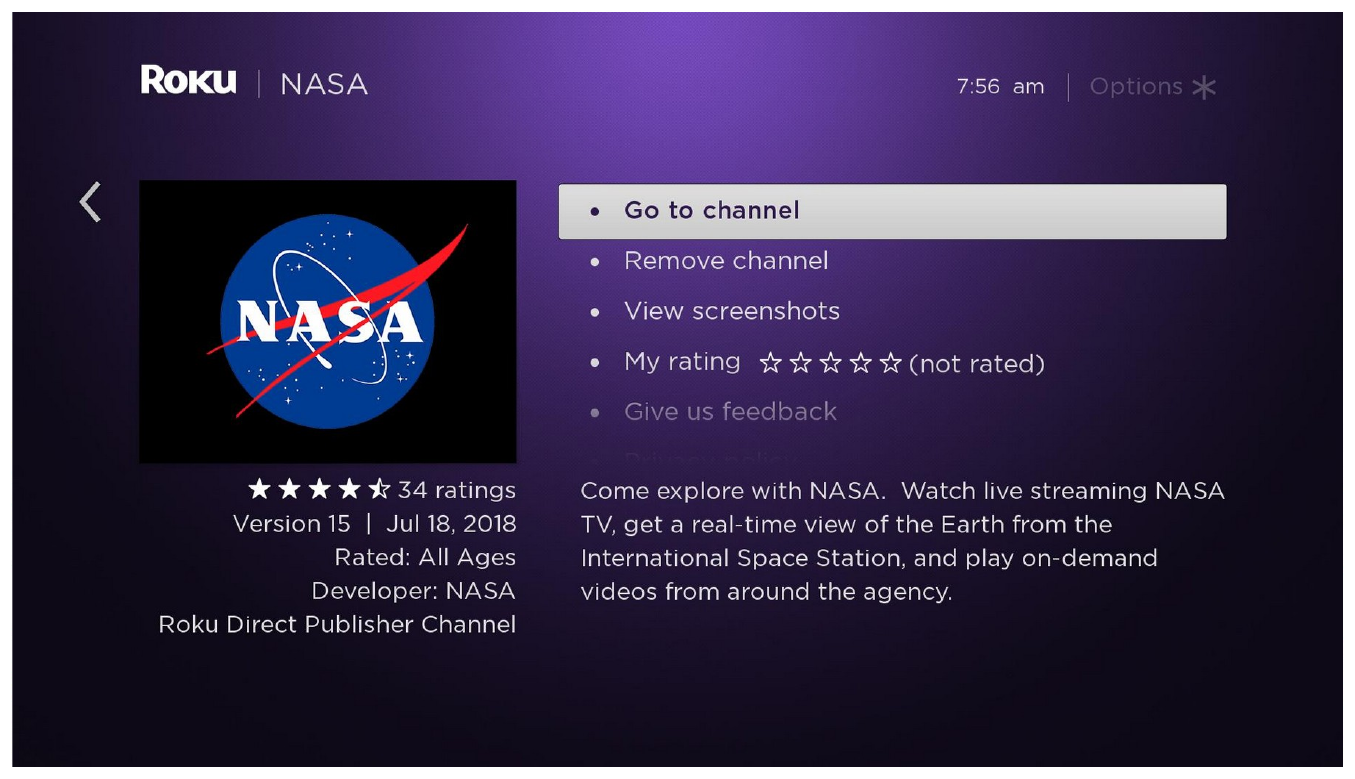 Roku | NASA
7:56 am | Options
NASA
• Go to channel
• Remove channel
• View screenshots
• My rating ☆☆☆☆☆ (not rated)
• Give us feedback
• Privacy policy
34 ratings
Version 15 | Jul 18, 2018
Rated: All Ages
Developer: NASA
Roku Direct Publisher Channel
Come explore with NASA. Watch live streaming NASA
TV, get a real-time view of the Earth from the
International Space Station, and play on-demand
videos from around the agency.